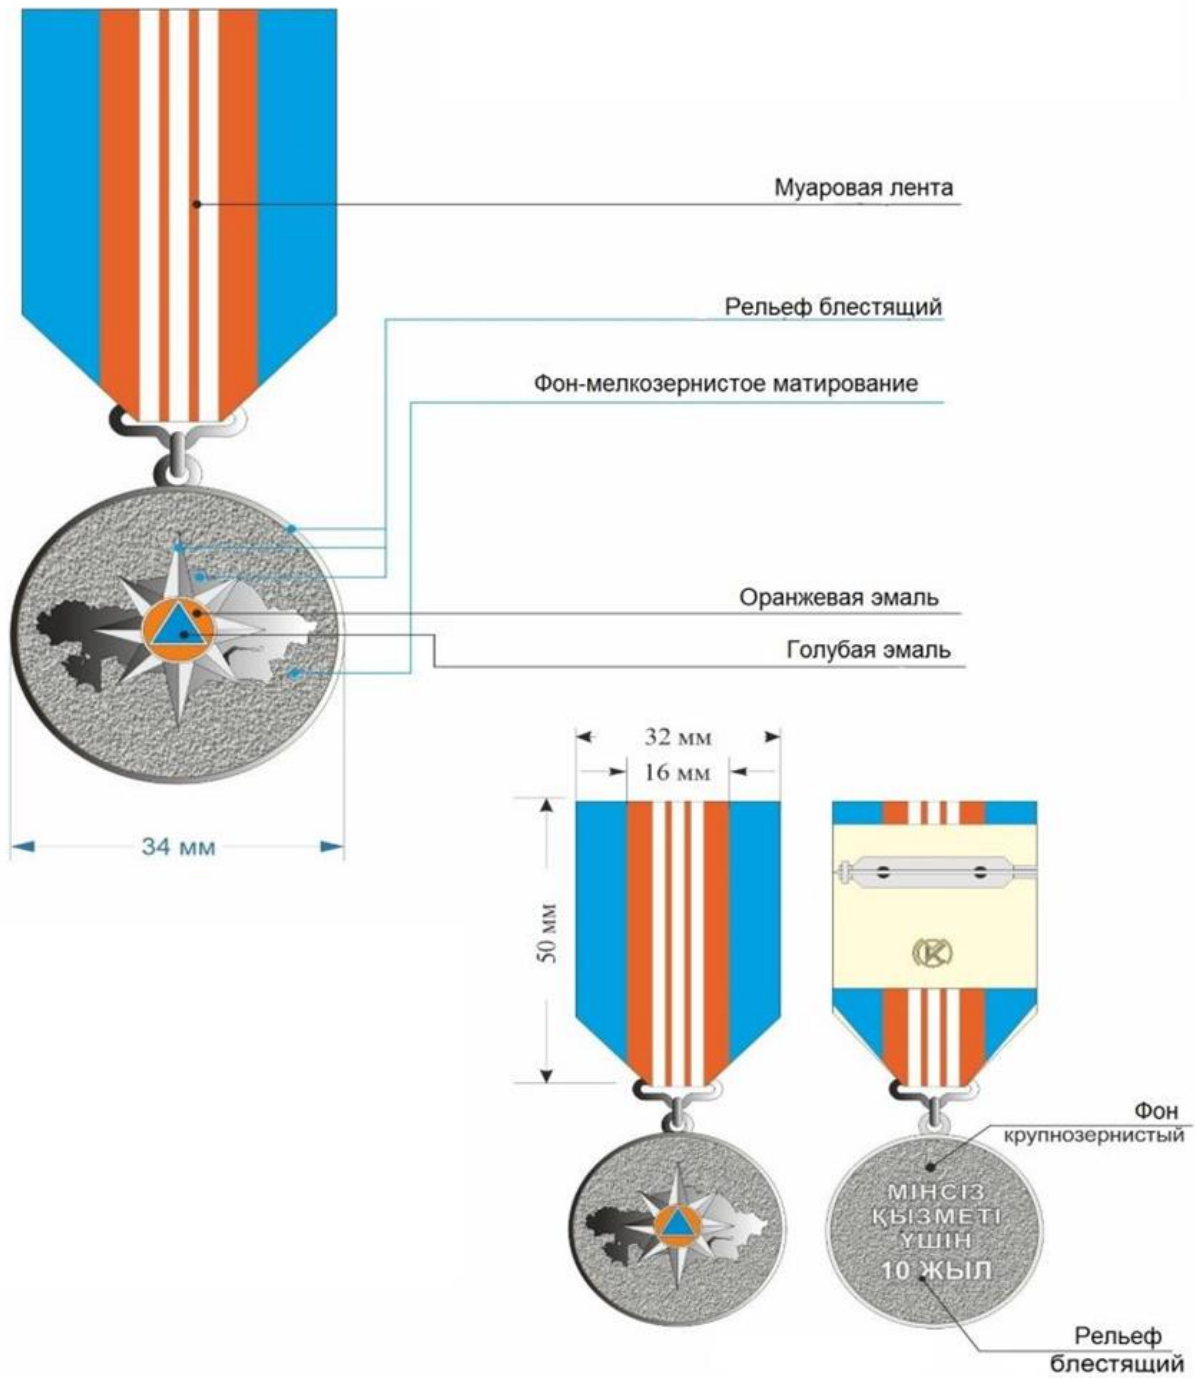 Муаровая лента
Рельеф блестящий
Фон-мелкозернистое матирование
Оранжевая эмаль
Голубая эмаль
34 мм
32 мм
16 мм
50 мм
К
Фон
крупнозернистый
МІНСІЗ
ҚЫЗМЕТІ
ҮШІН
10 ЖЫЛ
Рельеф
блестящий